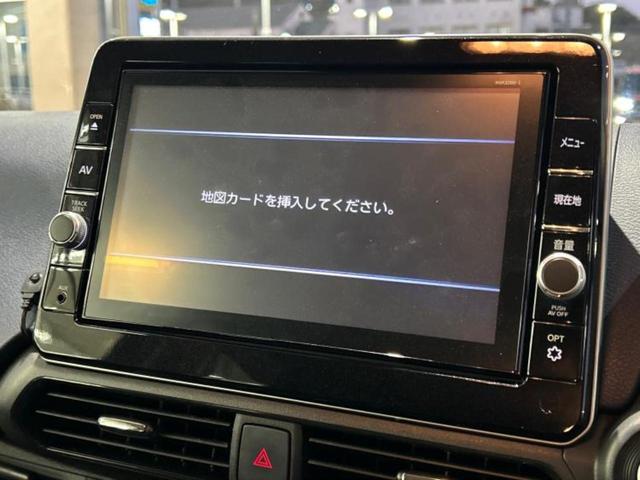 OPEN
AV
TRACK
SEEK
AUX
地図カードを挿入してください。
メニュー
現在地
音量
PUSH
AV OFF
OPT